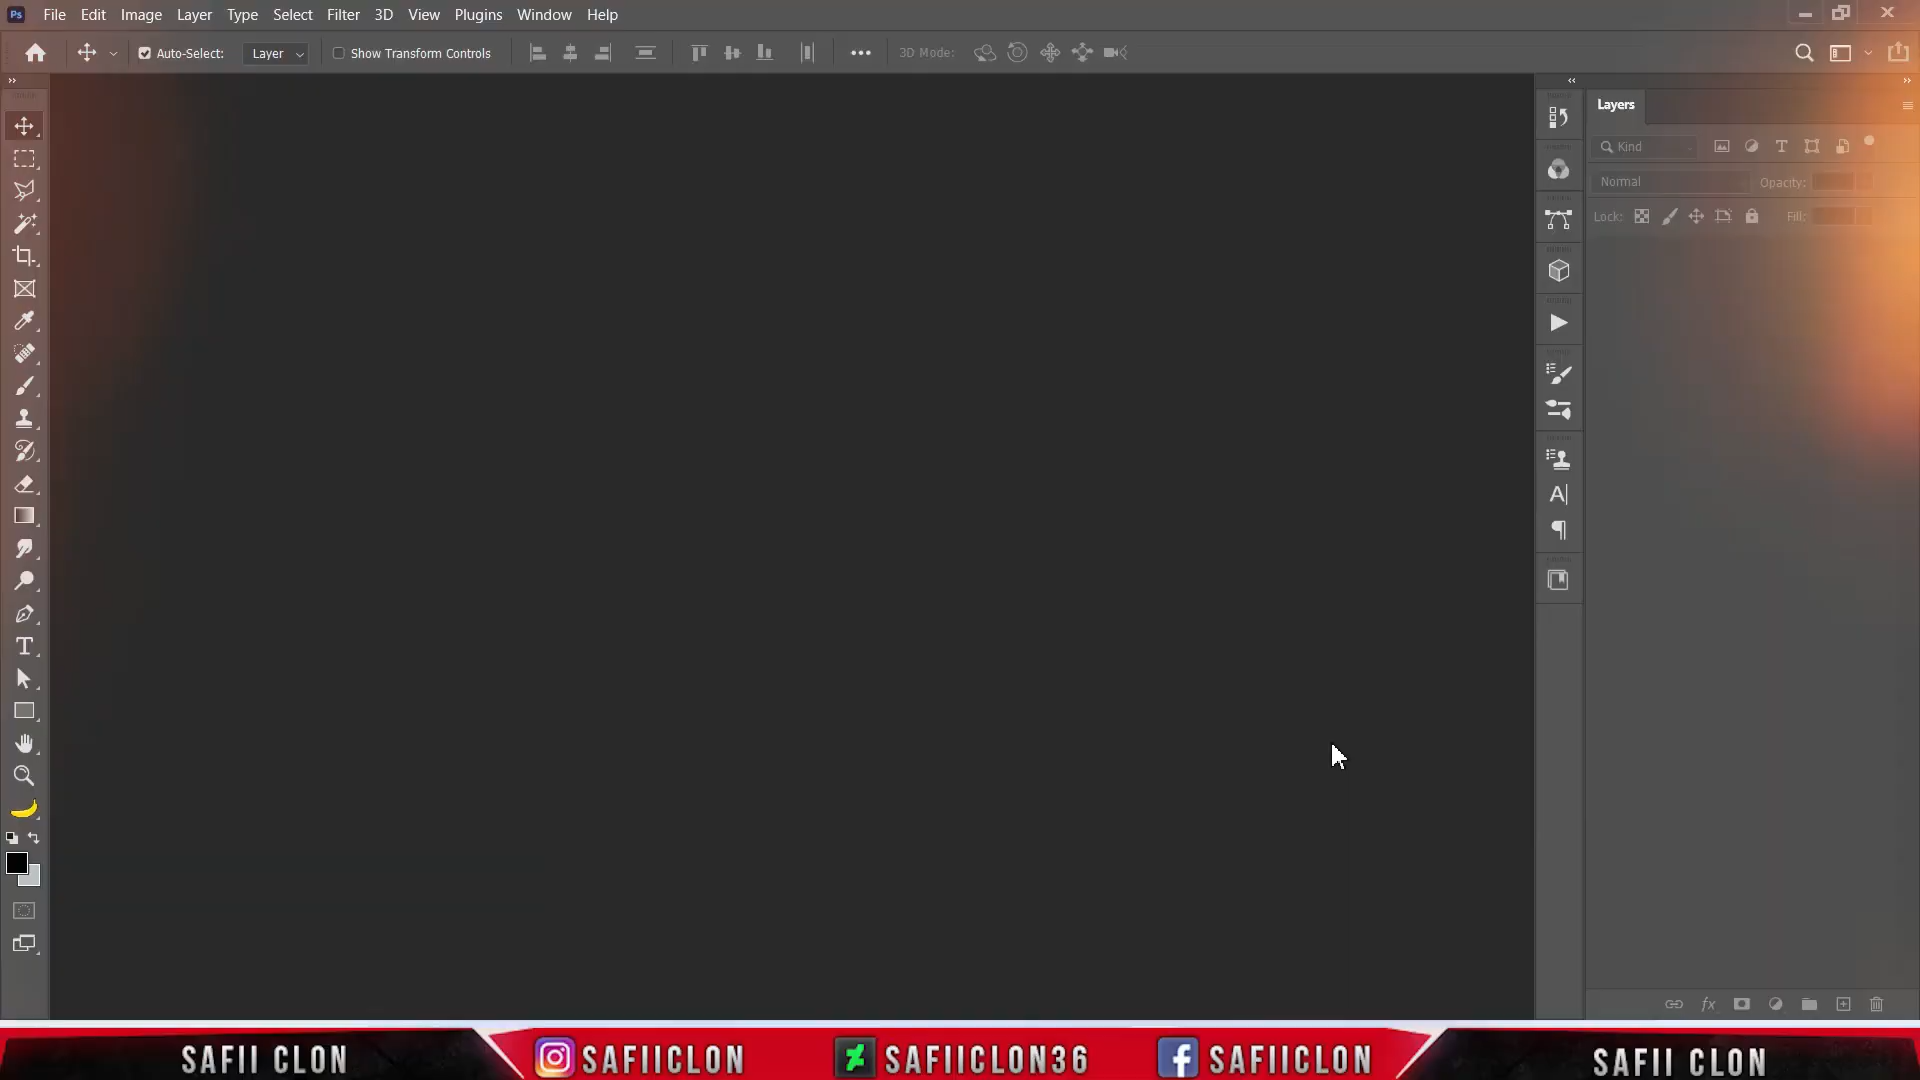 Ps File Edit Image Layer Type Select Filter 3D View Plugins Window Help
Auto-Select: Layer Show Transform Controls 3D Mode:
Layers
Kind
Normal Opacity:
Lock: Fill:
SAFII CLON SAFIICLON SAFIICLON36 SAFIICLON SAFII CLON